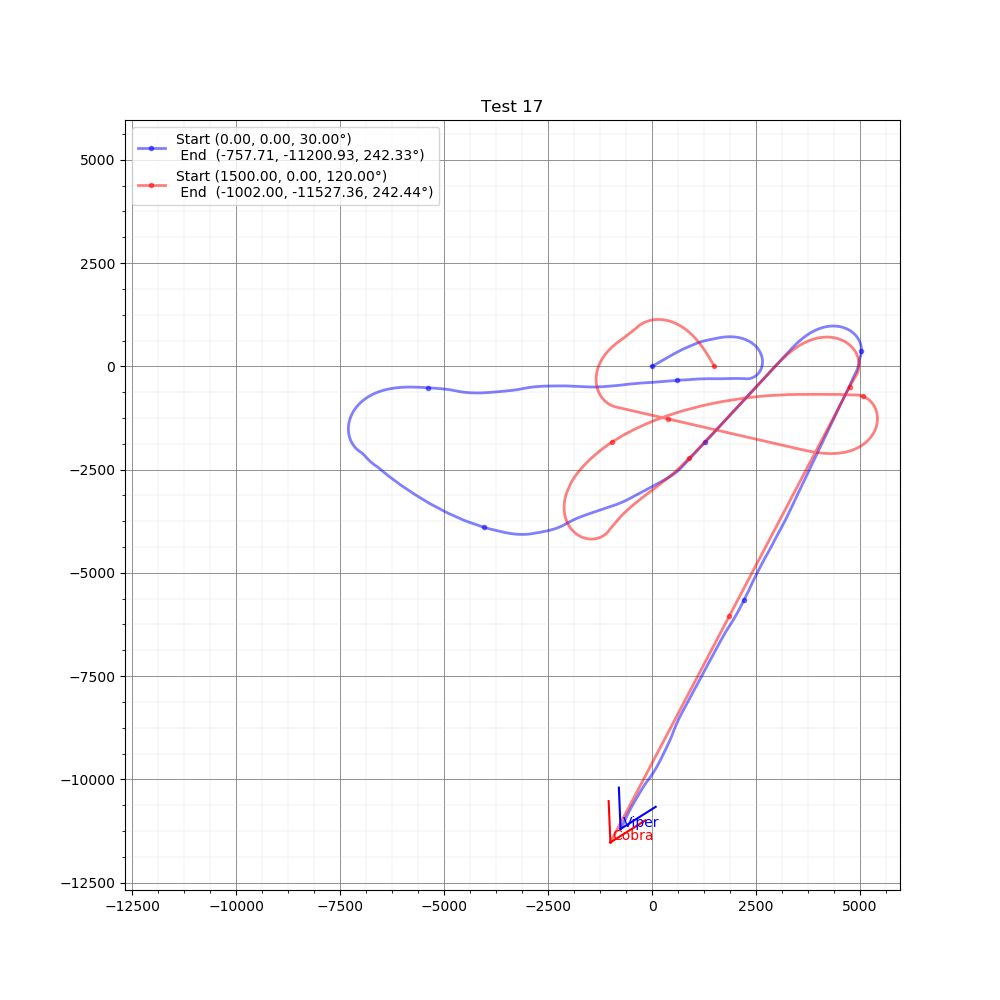 Test 17
Start (0.00, 0.00, 30.00°)
End (-757.71, -11200.93, 242.33°)
Start (1500.00, 0.00, 120.00°)
End (-1002.00, -11527.36, 242.44°)
5000
2500
0
−2500
−5000
−7500
−10000
−12500
Viper
Cobra
−12500 −10000 −7500 −5000 −2500 0 2500 5000